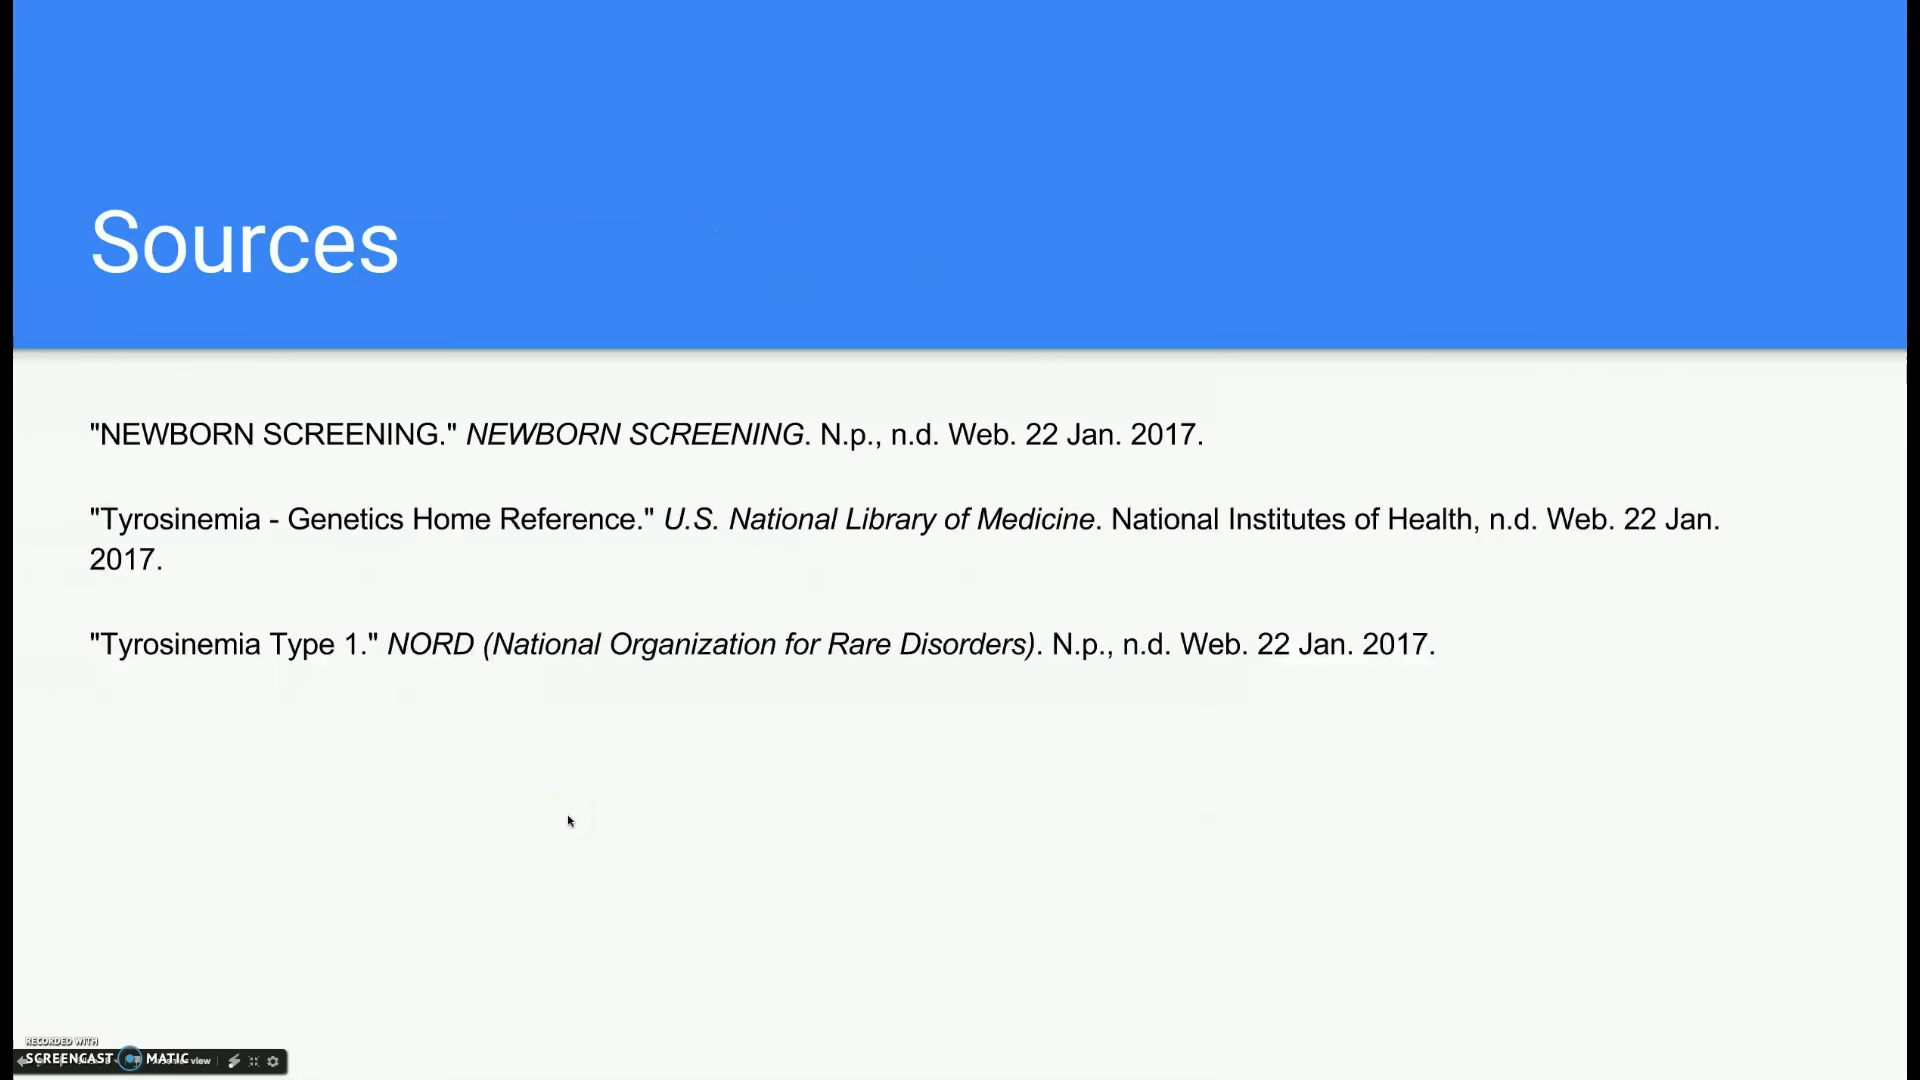 Sources
"NEWBORN SCREENING." NEWBORN SCREENING. N.p., n.d. Web. 22 Jan. 2017.
"Tyrosinemia - Genetics Home Reference." U.S. National Library of Medicine. National Institutes of Health, n.d. Web. 22 Jan.
2017.
"Tyrosinemia Type 1." NORD (National Organization for Rare Disorders). N.p., n.d. Web. 22 Jan. 2017.
RECORDED WITH
SCREENCAST MATIC view